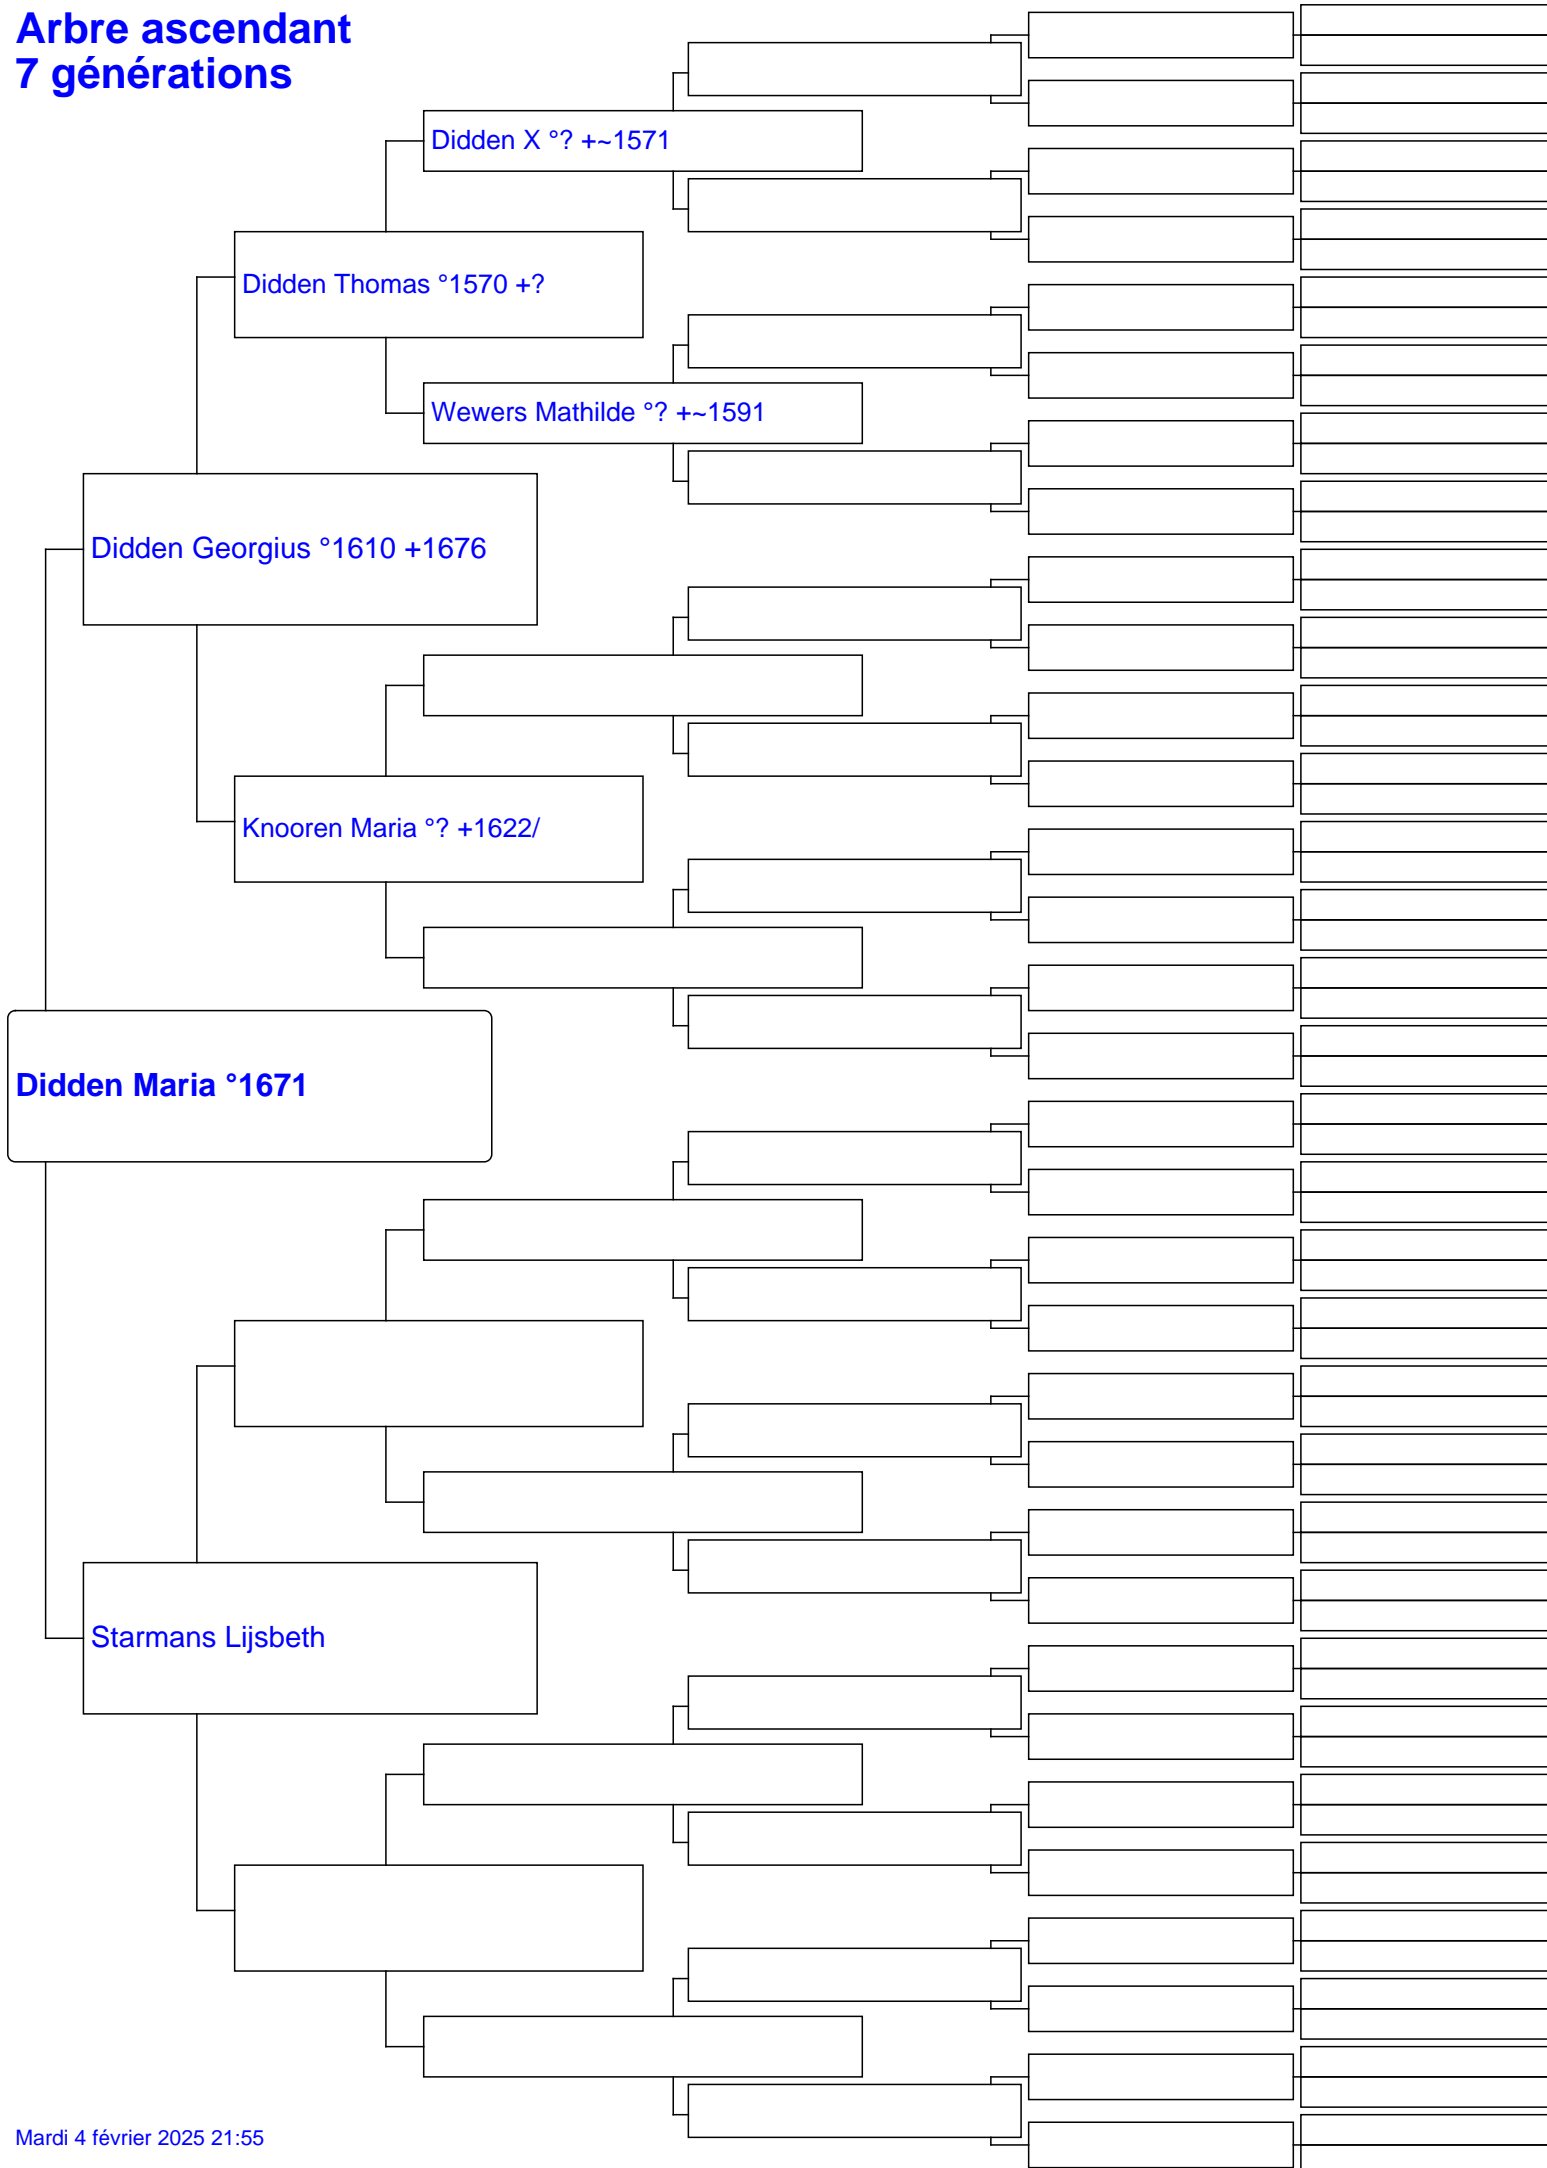 Arbre ascendant
7 générations
Didden X °? +~1571
Didden Thomas °1570 +?
Wewers Mathilde °? +~1591
Didden Georgius °1610 +1676
Knooren Maria °? +1622/
Didden Maria °1671
Starmans Lijsbeth
Mardi 4 février 2025 21:55